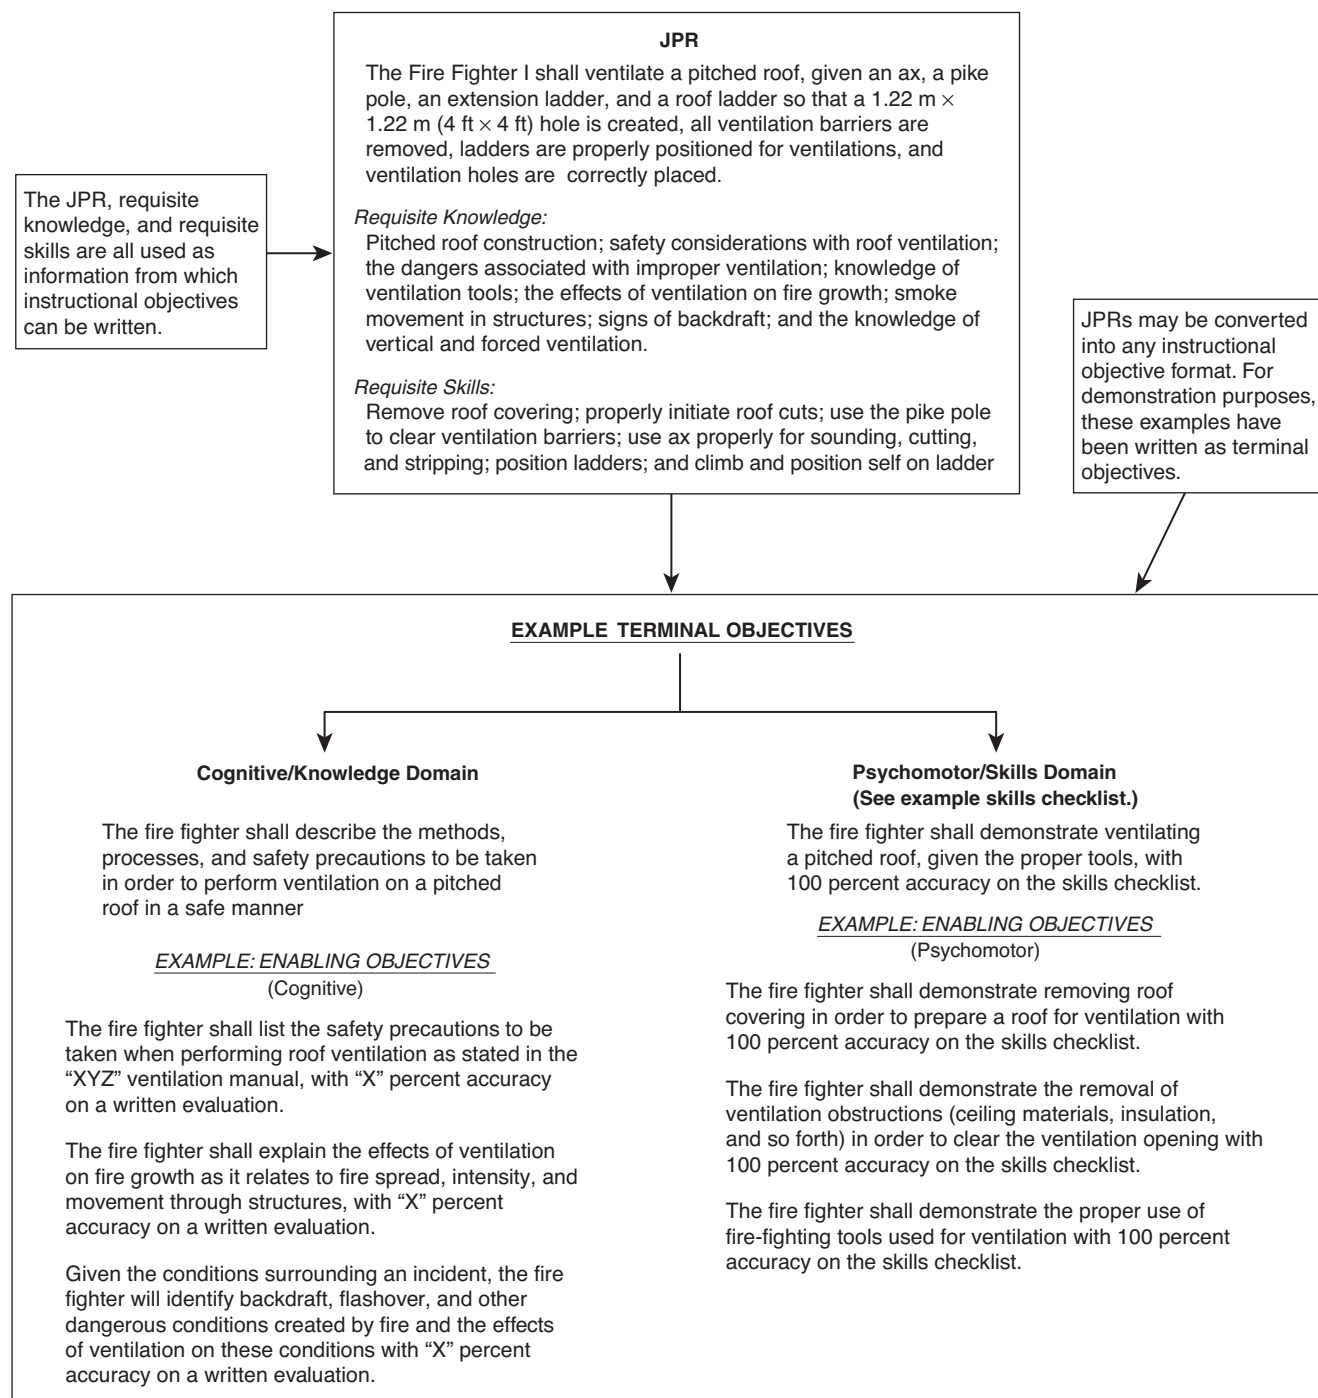 JPR
The Fire Fighter I shall ventilate a pitched roof, given an ax, a pike
pole, an extension ladder, and a roof ladder so that a 1.22 m ×
1.22 m (4 ft × 4 ft) hole is created, all ventilation barriers are
removed, ladders are properly positioned for ventilations, and
ventilation holes are correctly placed.
Requisite Knowledge:
Pitched roof construction; safety considerations with roof ventilation;
the dangers associated with improper ventilation; knowledge of
ventilation tools; the effects of ventilation on fire growth; smoke
movement in structures; signs of backdraft; and the knowledge of
vertical and forced ventilation.
Requisite Skills:
Remove roof covering; properly initiate roof cuts; use the pike pole
to clear ventilation barriers; use ax properly for sounding, cutting,
and stripping; position ladders; and climb and position self on ladder
The JPR, requisite
knowledge, and requisite
skills are all used as
information from which
instructional objectives
can be written.
JPRs may be converted
into any instructional
objective format. For
demonstration purposes,
these examples have
been written as terminal
objectives.
EXAMPLE TERMINAL OBJECTIVES
Cognitive/Knowledge Domain
The fire fighter shall describe the methods,
processes, and safety precautions to be taken
in order to perform ventilation on a pitched
roof in a safe manner
EXAMPLE: ENABLING OBJECTIVES
(Cognitive)
The fire fighter shall list the safety precautions to be
taken when performing roof ventilation as stated in the
“XYZ” ventilation manual, with “X” percent accuracy
on a written evaluation.
The fire fighter shall explain the effects of ventilation
on fire growth as it relates to fire spread, intensity, and
movement through structures, with “X” percent
accuracy on a written evaluation.
Given the conditions surrounding an incident, the fire
fighter will identify backdraft, flashover, and other
dangerous conditions created by fire and the effects
of ventilation on these conditions with “X” percent
accuracy on a written evaluation.
Psychomotor/Skills Domain
(See example skills checklist.)
The fire fighter shall demonstrate ventilating
a pitched roof, given the proper tools, with
100 percent accuracy on the skills checklist.
EXAMPLE: ENABLING OBJECTIVES
(Psychomotor)
The fire fighter shall demonstrate removing roof
covering in order to prepare a roof for ventilation with
100 percent accuracy on the skills checklist.
The fire fighter shall demonstrate the removal of
ventilation obstructions (ceiling materials, insulation,
and so forth) in order to clear the ventilation opening with
100 percent accuracy on the skills checklist.
The fire fighter shall demonstrate the proper use of
fire-fighting tools used for ventilation with 100 percent
accuracy on the skills checklist.